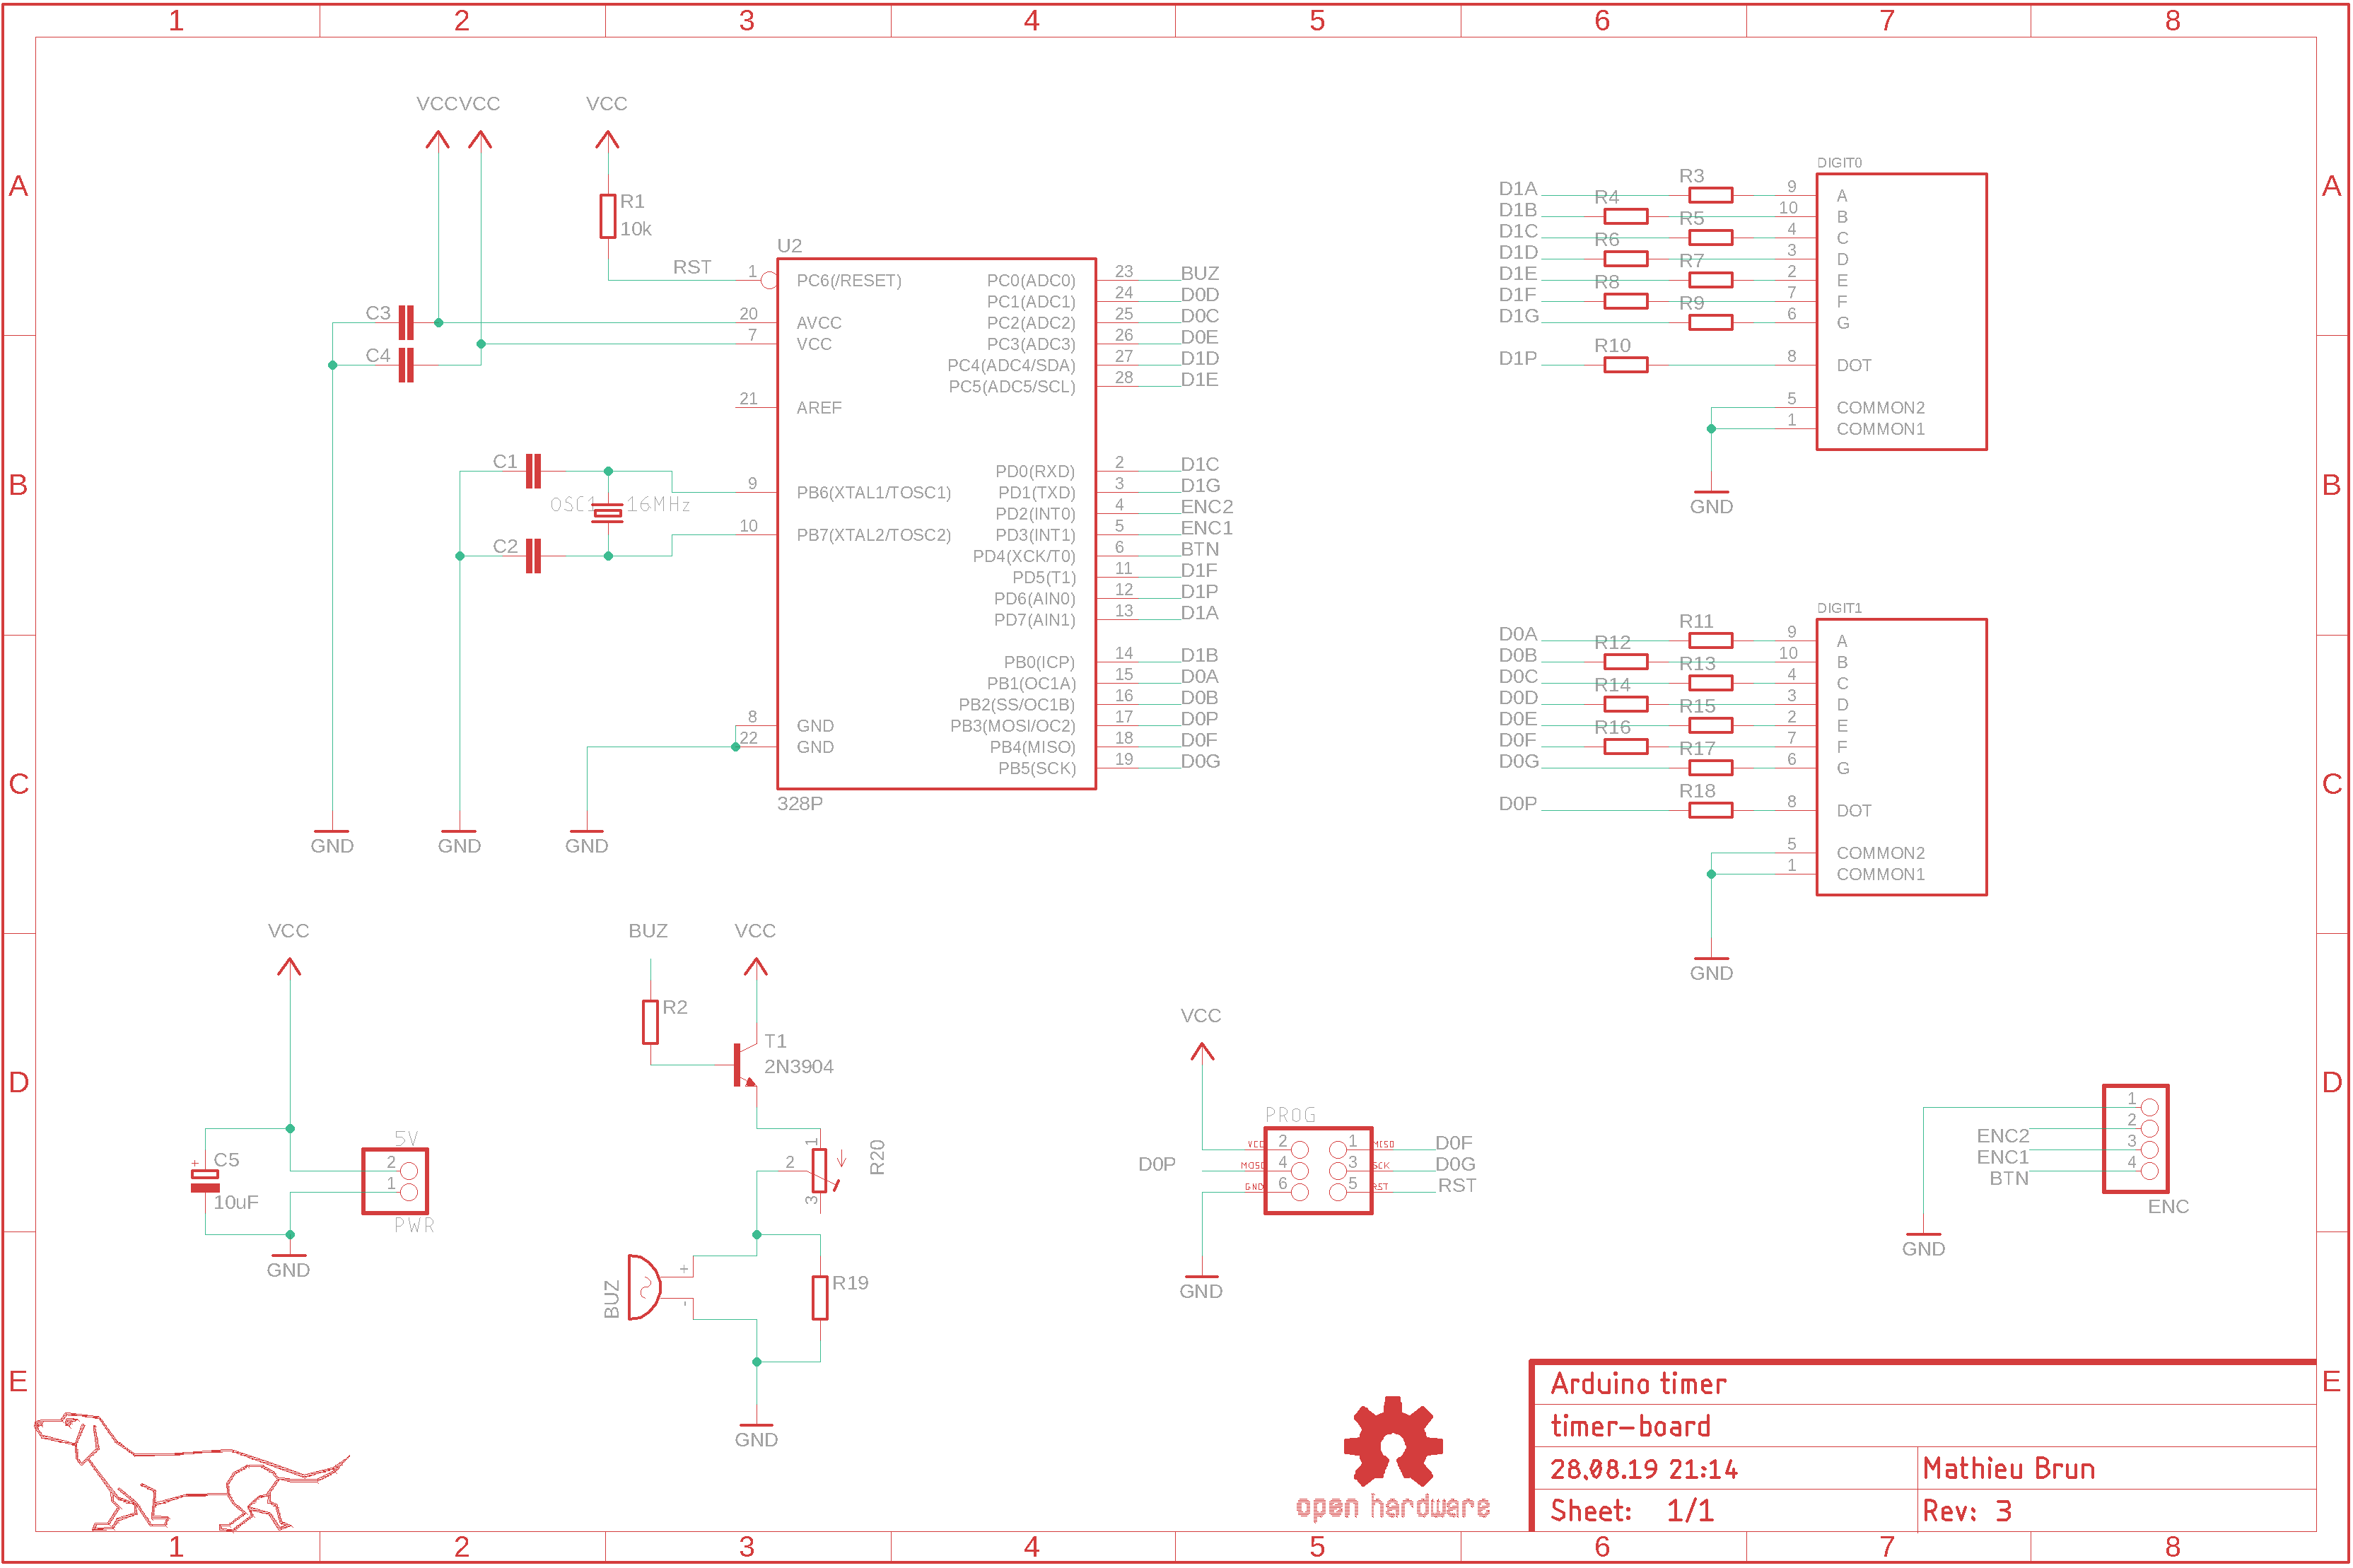 1 2 3 4 5 6 7 8
A A
B B
C C
D D
E E
1 2 3 4 5 6 7 8
VCC VCC VCC
R1
10k
RST
C3
C4
C1
OSC1 16MHz
C2
GND GND GND
U2
1 PC6(/RESET) PC0(ADC0) 23 BUZ
PC1(ADC1) 24 D0D
20 AVCC PC2(ADC2) 25 D0C
7 VCC PC3(ADC3) 26 D0E
PC4(ADC4/SDA) 27 D1D
PC5(ADC5/SCL) 28 D1E
21 AREF
PD0(RXD) 2 D1C
9 PB6(XTAL1/TOSC1) PD1(TXD) 3 D1G
PD2(INT0) 4 ENC2
10 PB7(XTAL2/TOSC2) PD3(INT1) 5 ENC1
PD4(XCK/T0) 6 BTN
PD5(T1) 11 D1F
PD6(AIN0) 12 D1P
PD7(AIN1) 13 D1A
PB0(ICP) 14 D1B
PB1(OC1A) 15 D0A
PB2(SS/OC1B) 16 D0B
8 GND PB3(MOSI/OC2) 17 D0P
22 GND PB4(MISO) 18 D0F
PB5(SCK) 19 D0G
328P
DIGIT0
D1A R3 9 A
D1B R4 10 B
D1C R5 4 C
D1D R6 3 D
D1E R7 2 E
D1F R8 7 F
D1G R9 6 G
D1P R10 8 DOT
5 COMMON2
1 COMMON1
GND
DIGIT1
D0A R11 9 A
D0B R12 10 B
D0C R13 4 C
D0D R14 3 D
D0E R15 2 E
D0F R16 7 F
D0G R17 6 G
D0P R18 8 DOT
5 COMMON2
1 COMMON1
GND
VCC
+ C5
10uF
5V
2
1
PWR
GND
BUZ VCC
R2
T1
2N3904
1
2
3
R20
BUZ
+
-
R19
GND
VCC
PROG
VCC 2 1 MISO D0F
D0P MOSI 4 3 SCK D0G
GND 6 5 RST RST
GND
1
ENC2 2
ENC1 3
BTN 4
ENC
GND
open hardware
Arduino timer
timer-board
28.08.19 21:14 Mathieu Brun
Sheet: 1/1 Rev: 3